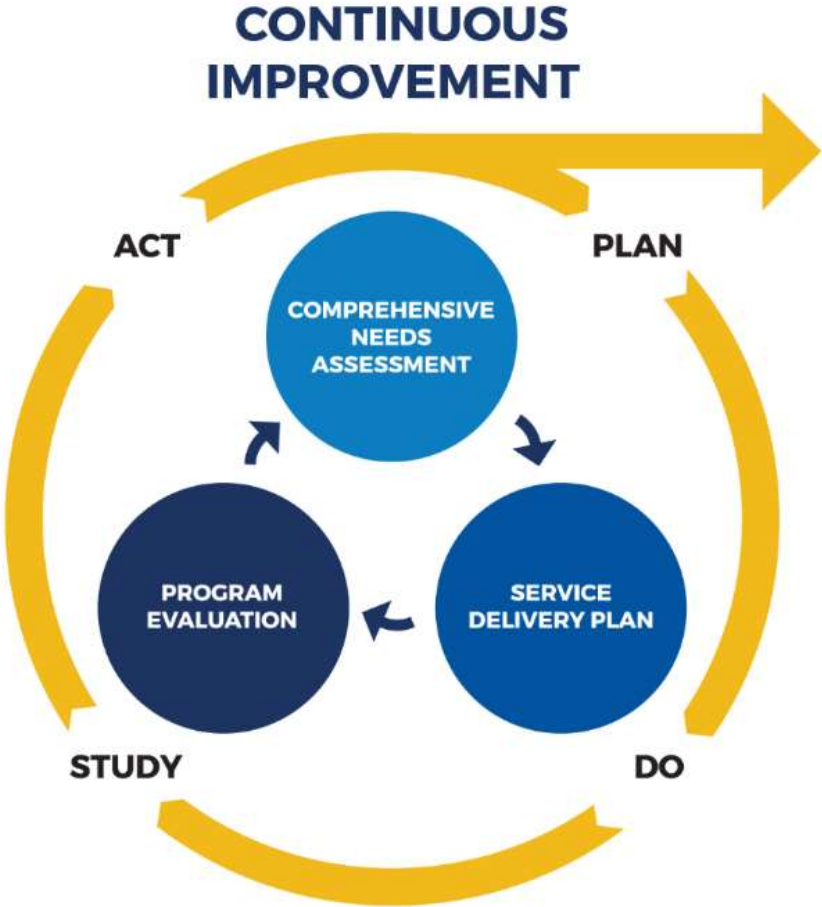 CONTINUOUS
IMPROVEMENT
ACT
PLAN
COMPREHENSIVE
NEEDS
ASSESSMENT
PROGRAM
EVALUATION
SERVICE
DELIVERY PLAN
STUDY
DO